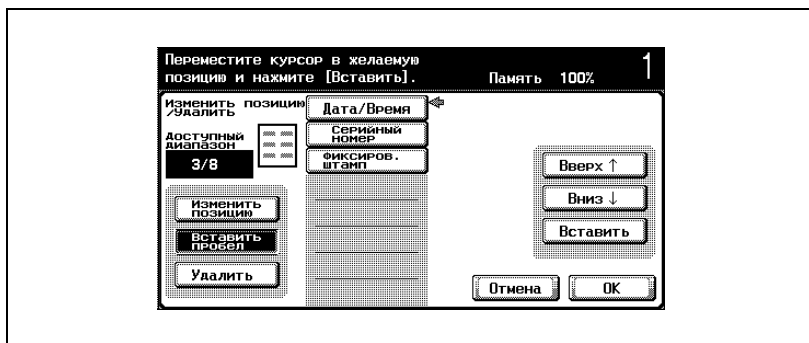 Переместите курсор в желаемую
позицию и нажмите [Вставить].
Память 100%
1
Изменить позицию
/Удалить
Доступный
диапазон
3/8
Дата/Время
Серийный
номер
Фиксиров.
штамп
Изменить
позицию
Вставить
пробел
Удалить
Вверх ↑
Вниз ↓
Вставить
Отмена
OK